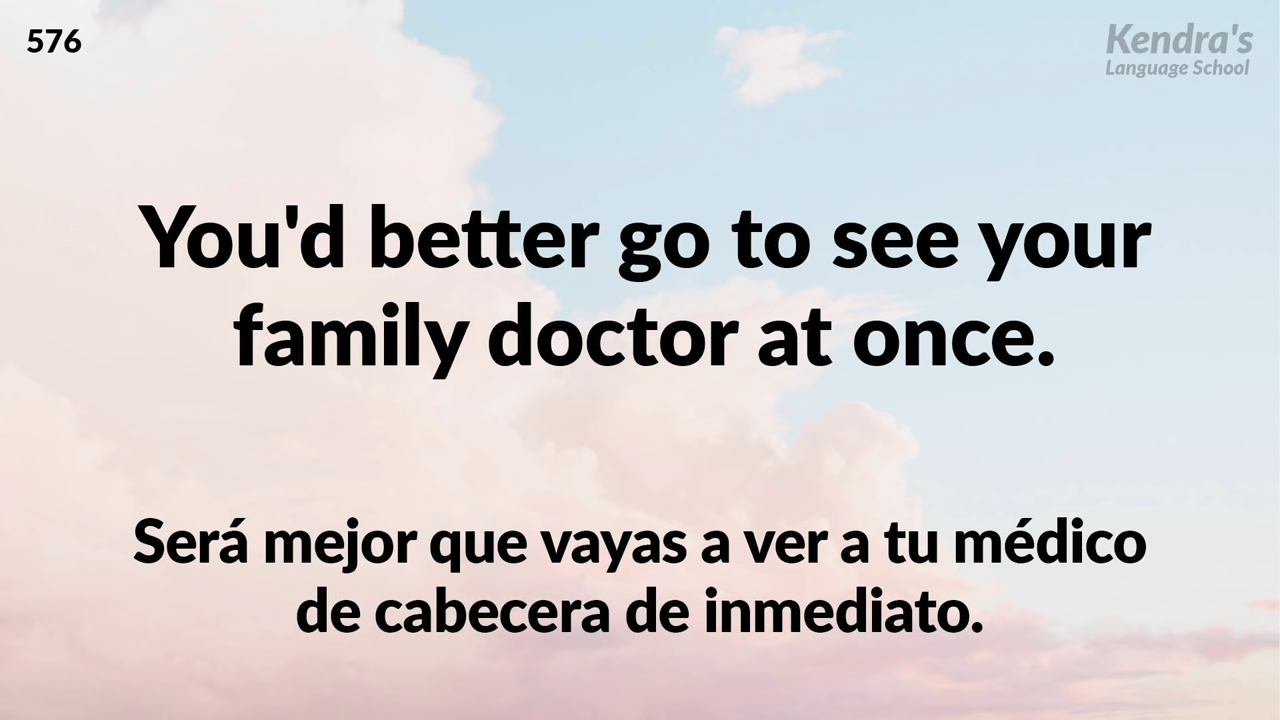 576
Kendra's
Language School
You'd better go to see your
family doctor at once.
Será mejor que vayas a ver a tu médico
de cabecera de inmediato.